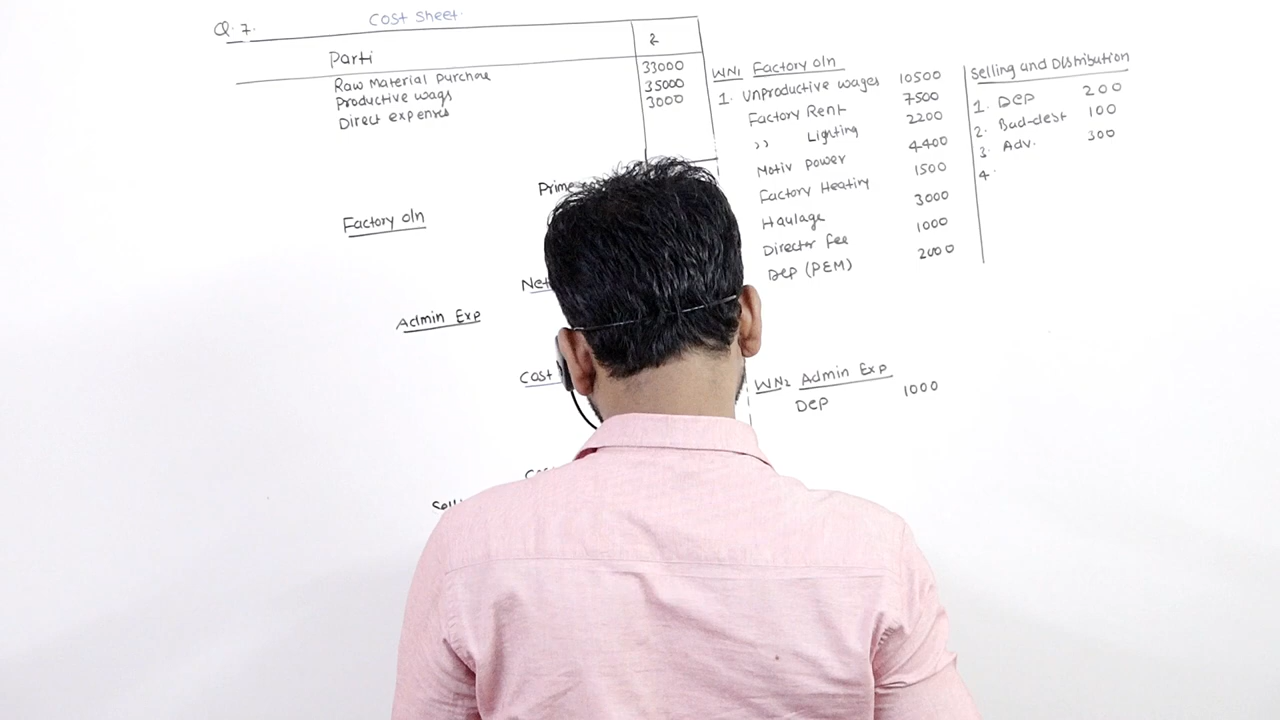 Q.7. Cost Sheet
Parti ₹
Raw Material purchase 33000
Productive wags 35000
Direct expenses 3000
Prime
Factory o/n
Net
Admin Exp
Cost
WN1 Factory o/n
1. Unproductive wages 10500
Factory Rent 7500
,, Lighting 2200
Motiv power 4400
Factory Heating 1500
Haulage 3000
Director fee 1000
Dep (PEM) 2000
WN2 Admin Exp
Dep 1000
Selling and Distribution
1. Dep 200
2. Bad-dest 100
3. Adv. 300
4.